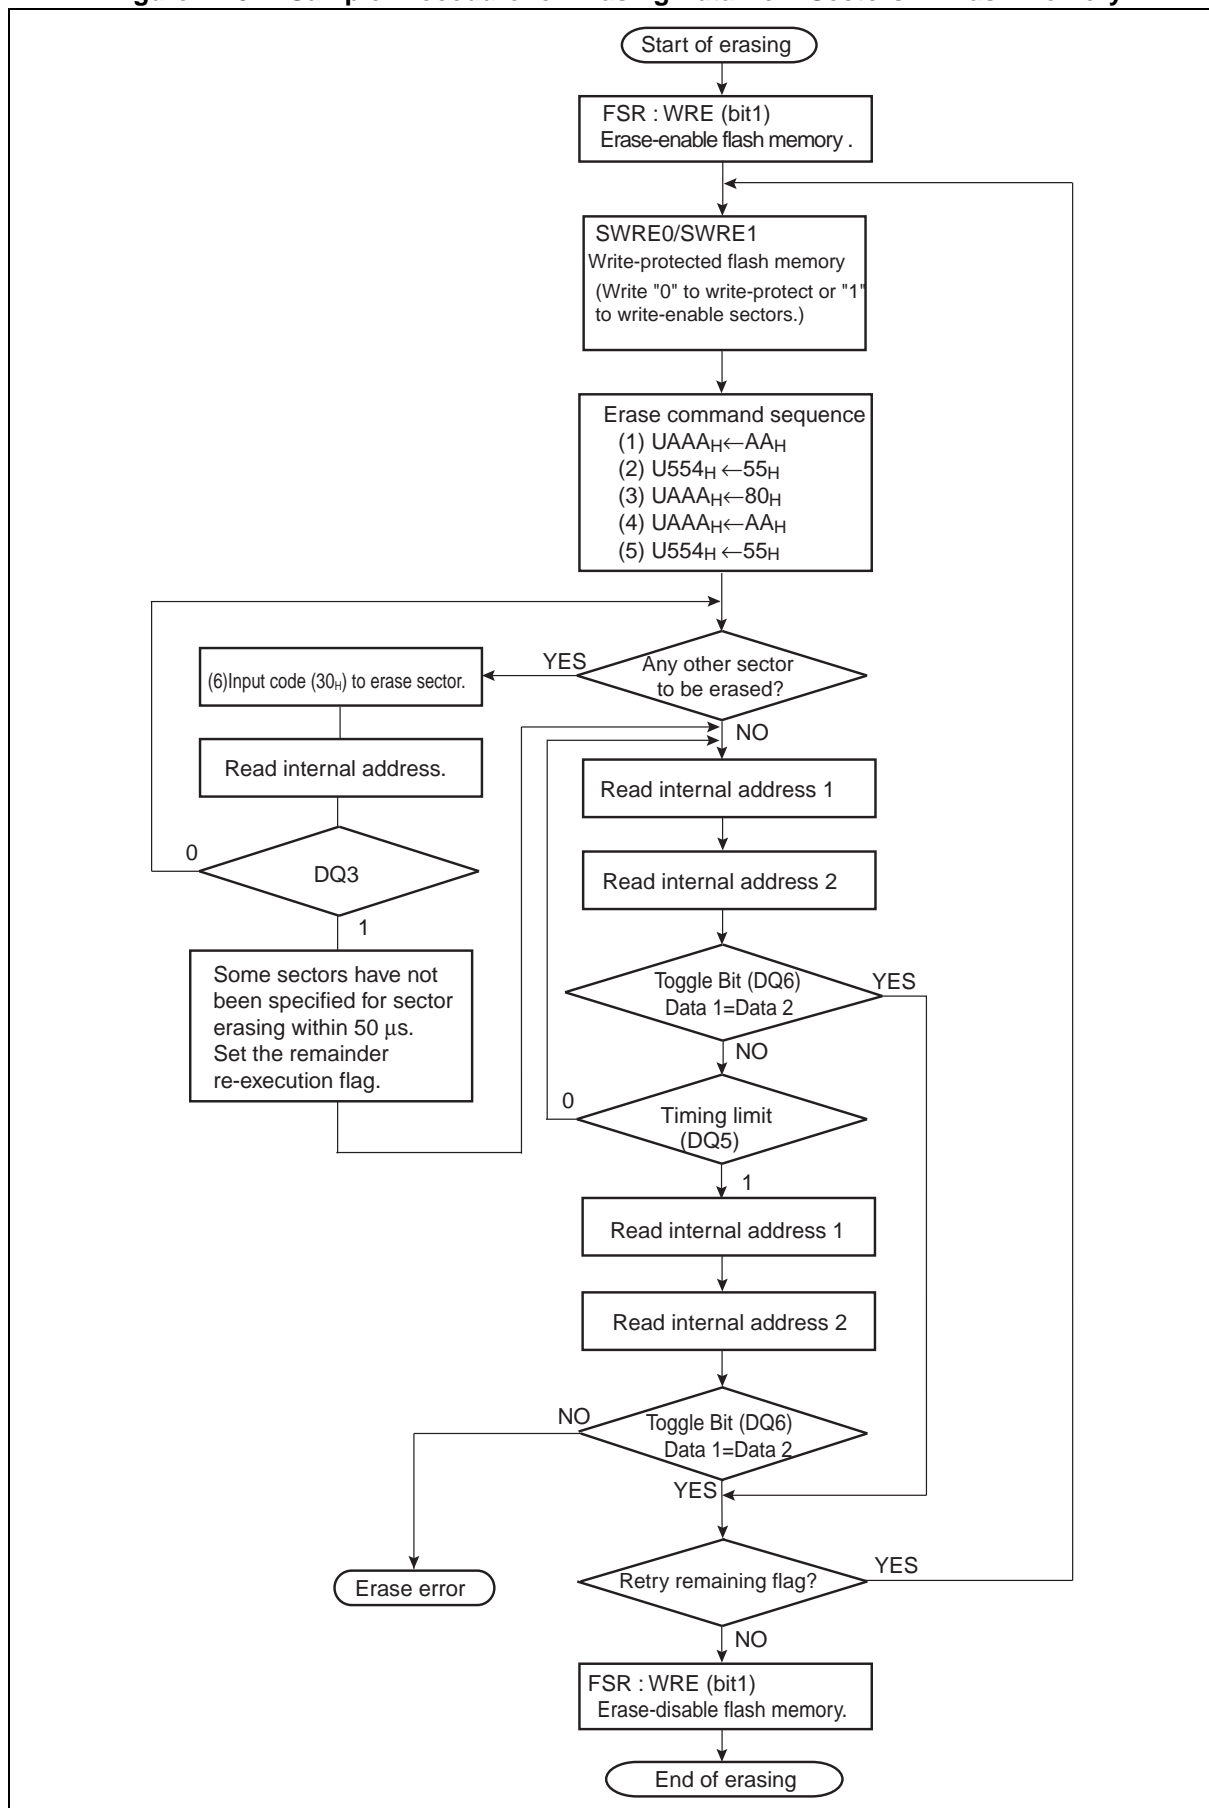 Start of erasing
FSR : WRE (bit1)
Erase-enable flash memory .
SWRE0/SWRE1
Write-protected flash memory
(Write "0" to write-protect or "1"
to write-enable sectors.)
Erase command sequence
(1) UAAAH←AAH
(2) U554H ←55H
(3) UAAAH←80H
(4) UAAAH←AAH
(5) U554H ←55H
Any other sector
to be erased?
YES
NO
(6)Input code (30H) to erase sector.
Read internal address.
DQ3
0
1
Some sectors have not
been specified for sector
erasing within 50 μs.
Set the remainder
re-execution flag.
Read internal address 1
Read internal address 2
Toggle Bit (DQ6)
Data 1=Data 2
YES
NO
Timing limit
(DQ5)
0
1
Read internal address 1
Read internal address 2
Toggle Bit (DQ6)
Data 1=Data 2
NO
YES
Erase error
Retry remaining flag?
YES
NO
FSR : WRE (bit1)
Erase-disable flash memory.
End of erasing